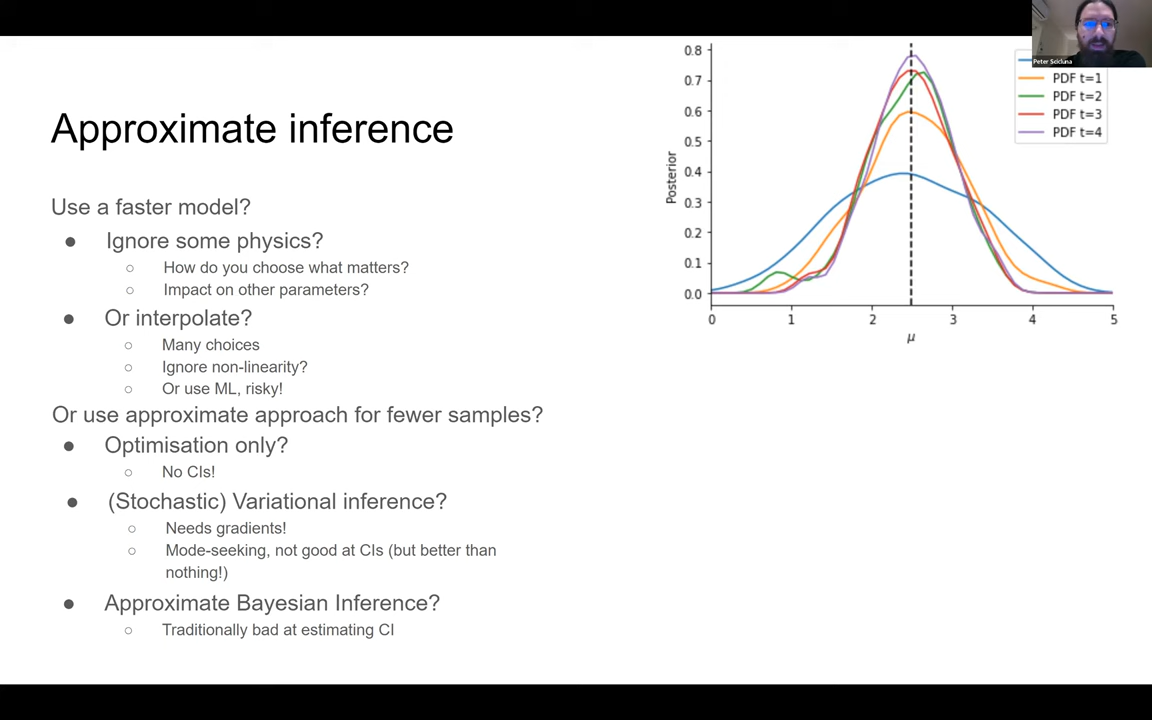 Approximate inference
Use a faster model?
● Ignore some physics?
○ How do you choose what matters?
○ Impact on other parameters?
● Or interpolate?
○ Many choices
○ Ignore non-linearity?
○ Or use ML, risky!
Or use approximate approach for fewer samples?
● Optimisation only?
○ No CIs!
● (Stochastic) Variational inference?
○ Needs gradients!
○ Mode-seeking, not good at CIs (but better than
nothing!)
● Approximate Bayesian Inference?
○ Traditionally bad at estimating CI
Peter Scicluna
PDF t=1
PDF t=2
PDF t=3
PDF t=4
0.8
0.7
0.6
0.5
0.4
0.3
0.2
0.1
0.0
Posterior
0 1 2 3 4 5
μ